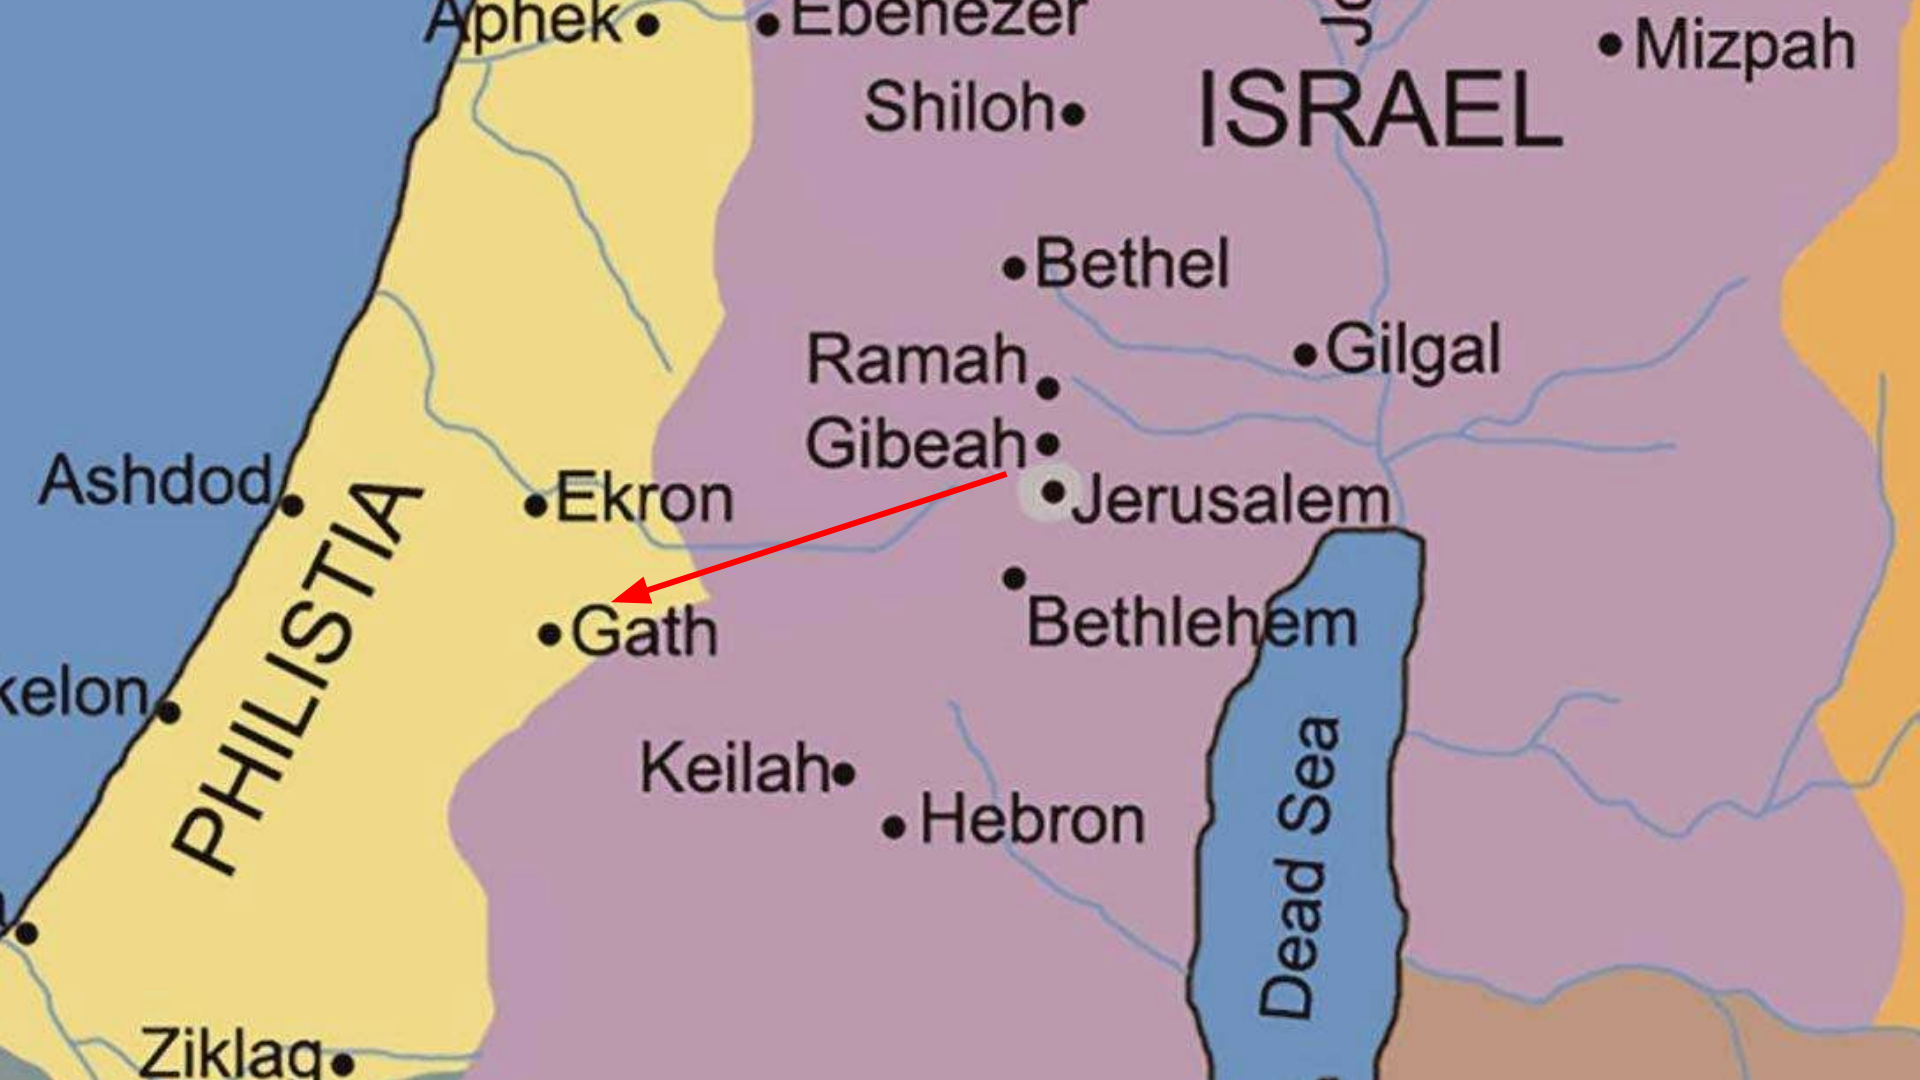 Aphek
Ebenezer
Mizpah
Shiloh
ISRAEL
Bethel
Ramah
Gilgal
Gibeah
Ashdod
Ekron
Jerusalem
PHILISTIA
Gath
Bethlehem
kelon
Keilah
Hebron
Dead Sea
Ziklag